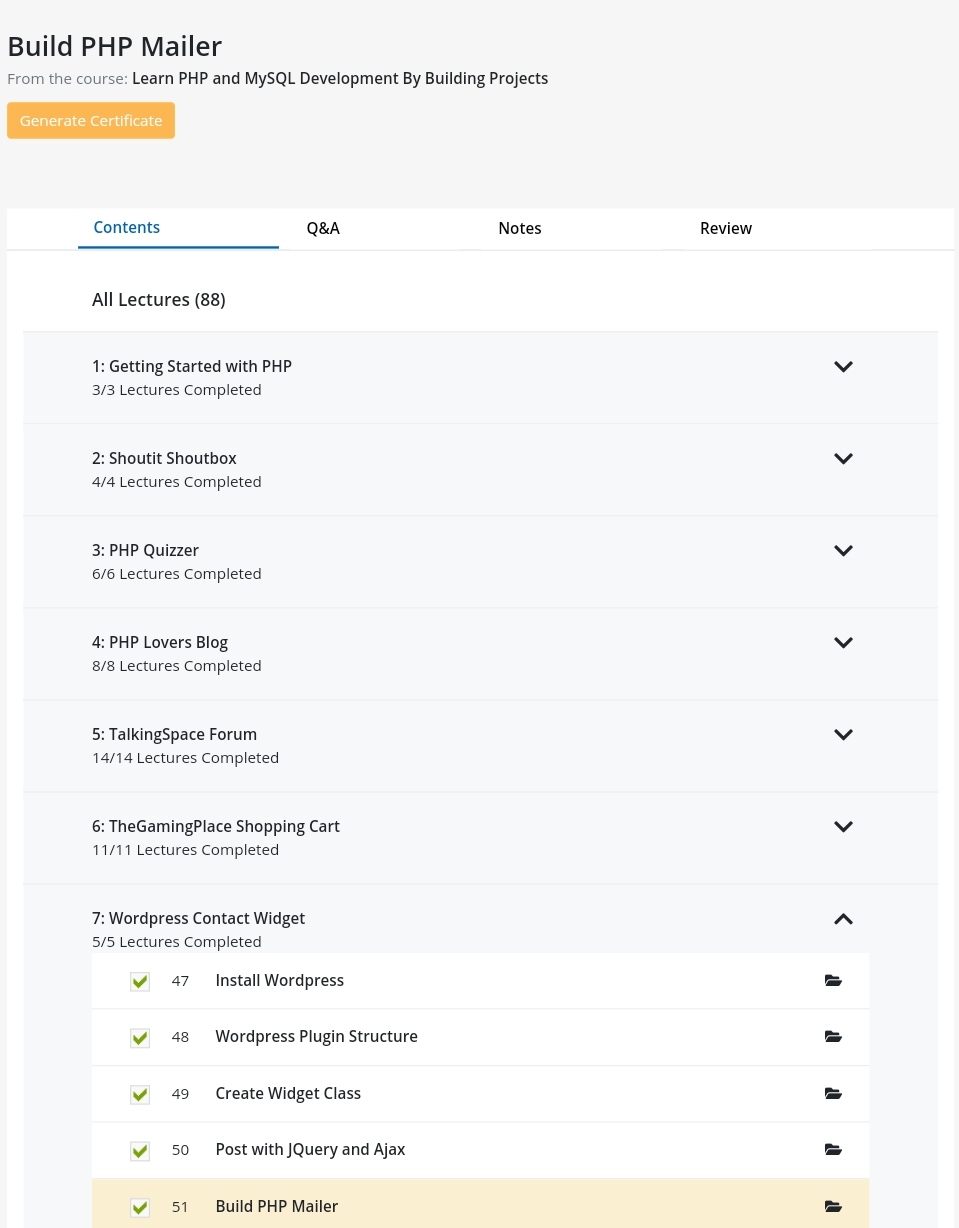 Build PHP Mailer
From the course: Learn PHP and MySQL Development By Building Projects
Generate Certificate
Contents
Q&A
Notes
Review
All Lectures (88)
1: Getting Started with PHP
3/3 Lectures Completed
2: Shoutit Shoutbox
4/4 Lectures Completed
3: PHP Quizzer
6/6 Lectures Completed
4: PHP Lovers Blog
8/8 Lectures Completed
5: TalkingSpace Forum
14/14 Lectures Completed
6: TheGamingPlace Shopping Cart
11/11 Lectures Completed
7: Wordpress Contact Widget
5/5 Lectures Completed
47 Install Wordpress
48 Wordpress Plugin Structure
49 Create Widget Class
50 Post with JQuery and Ajax
51 Build PHP Mailer